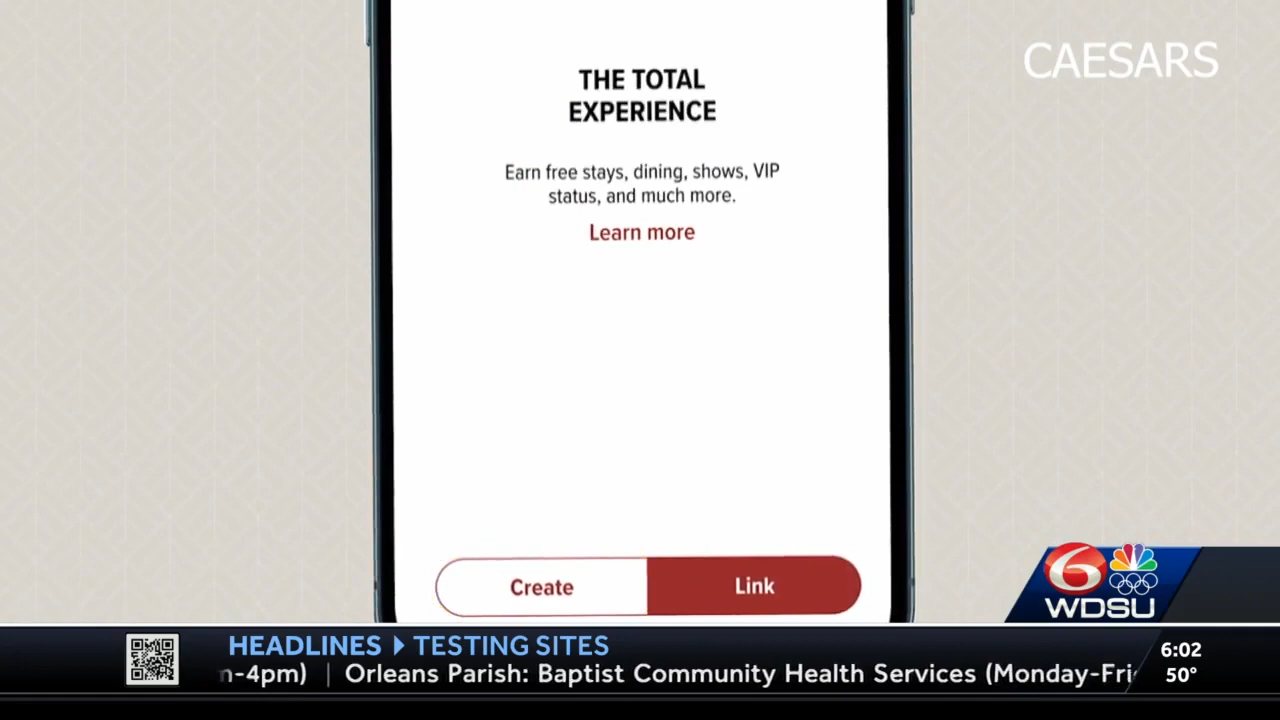 CAESARS
THE TOTAL
EXPERIENCE
Earn free stays, dining, shows, VIP
status, and much more.
Learn more
Create
Link
6
WDSU
HEADLINES TESTING SITES
6:02
n-4pm) | Orleans Parish: Baptist Community Health Services (Monday-Fri
50°